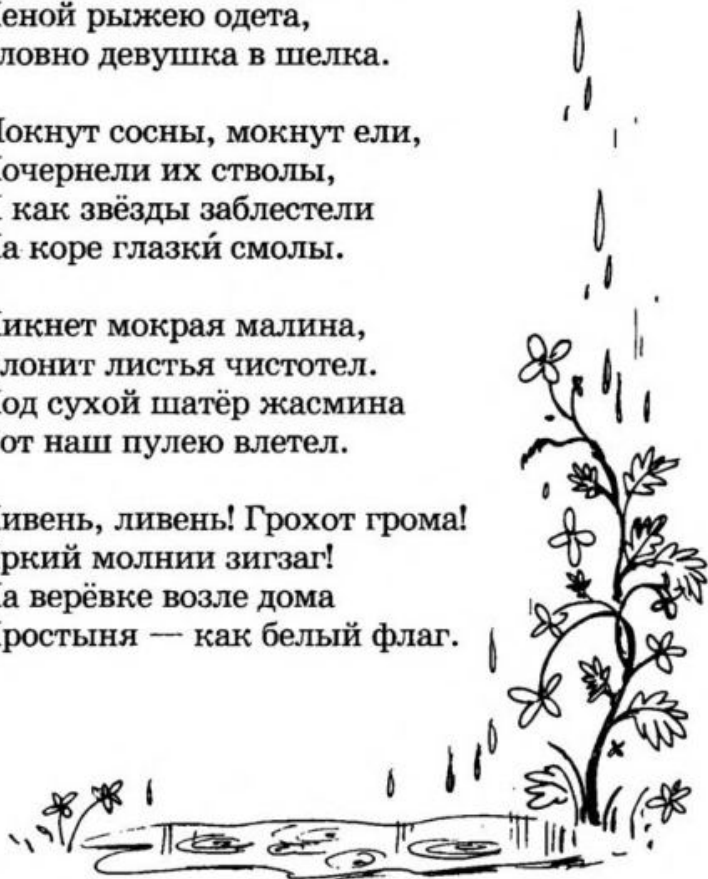 еной рыжею одета,
ловно девушка в шелка.
окнут сосны, мокнут ели,
очернели их стволы,
как звёзды заблестели
а коре глазки́ смолы.
икнет мокрая малина,
лонит листья чистотел.
од сухой шатёр жасмина
от наш пулею влетел.
ивень, ливень! Грохот грома!
ркий молнии зигзаг!
а верёвке возле дома
ростыня — как белый флаг.